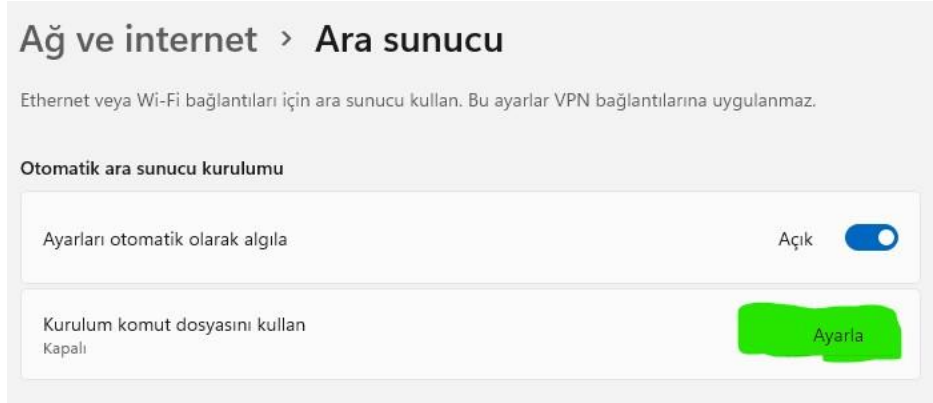 Ağ ve internet › Ara sunucu
Ethernet veya Wi-Fi bağlantıları için ara sunucu kullan. Bu ayarlar VPN bağlantılarına uygulanmaz.
Otomatik ara sunucu kurulumu
Ayarları otomatik olarak algıla Açık
Kurulum komut dosyasını kullan Ayarla
Kapalı